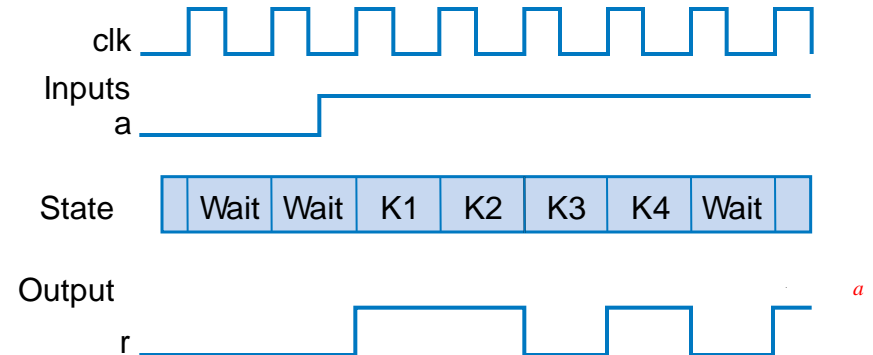 clk
Inputs
a
State Wait Wait K1 K2 K3 K4 Wait
Output
a
r